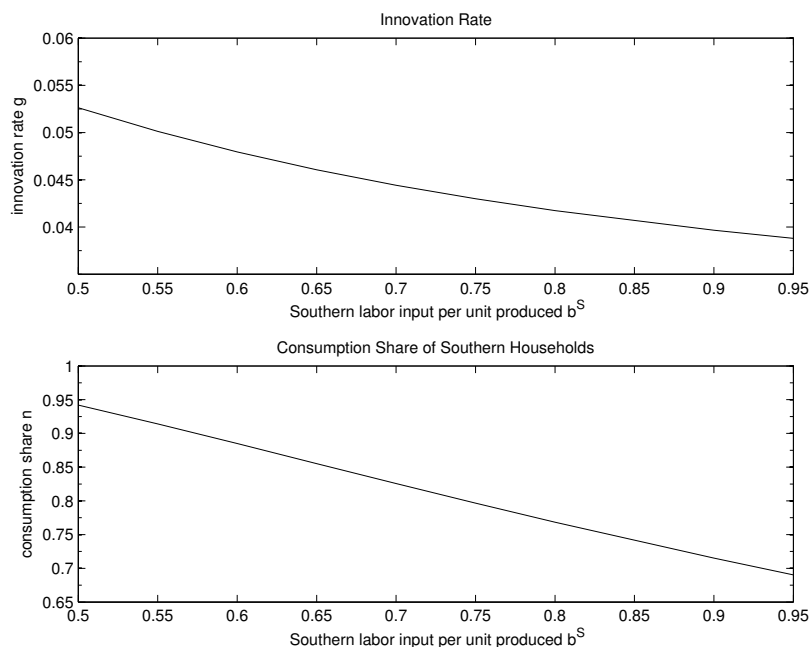 Innovation Rate
0.06
0.055
0.05
0.045
0.04
innovation rate g
0.5 0.55 0.6 0.65 0.7 0.75 0.8 0.85 0.9 0.95
Southern labor input per unit produced b^S
Consumption Share of Southern Households
1
0.95
0.9
0.85
0.8
0.75
0.7
0.65
consumption share n
0.5 0.55 0.6 0.65 0.7 0.75 0.8 0.85 0.9 0.95
Southern labor input per unit produced b^S